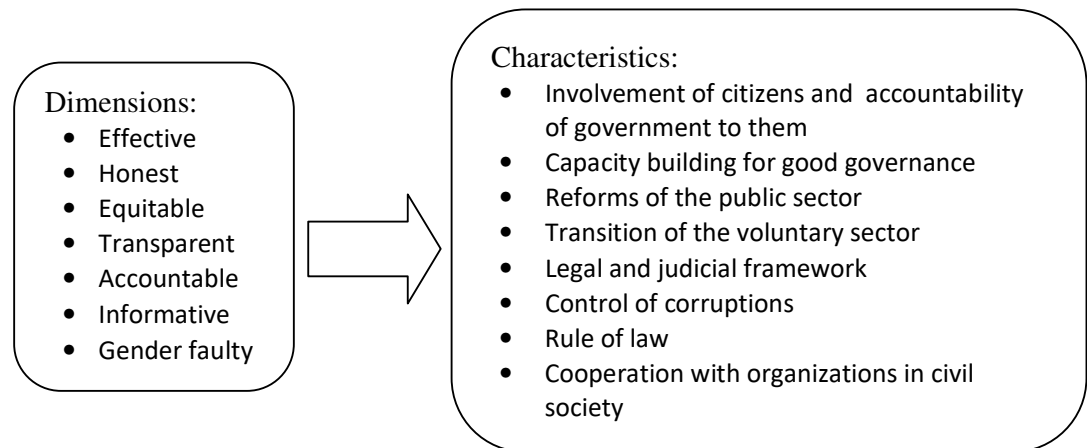 Dimensions:
• Effective
• Honest
• Equitable
• Transparent
• Accountable
• Informative
• Gender faulty
Characteristics:
• Involvement of citizens and accountability
of government to them
• Capacity building for good governance
• Reforms of the public sector
• Transition of the voluntary sector
• Legal and judicial framework
• Control of corruptions
• Rule of law
• Cooperation with organizations in civil
society